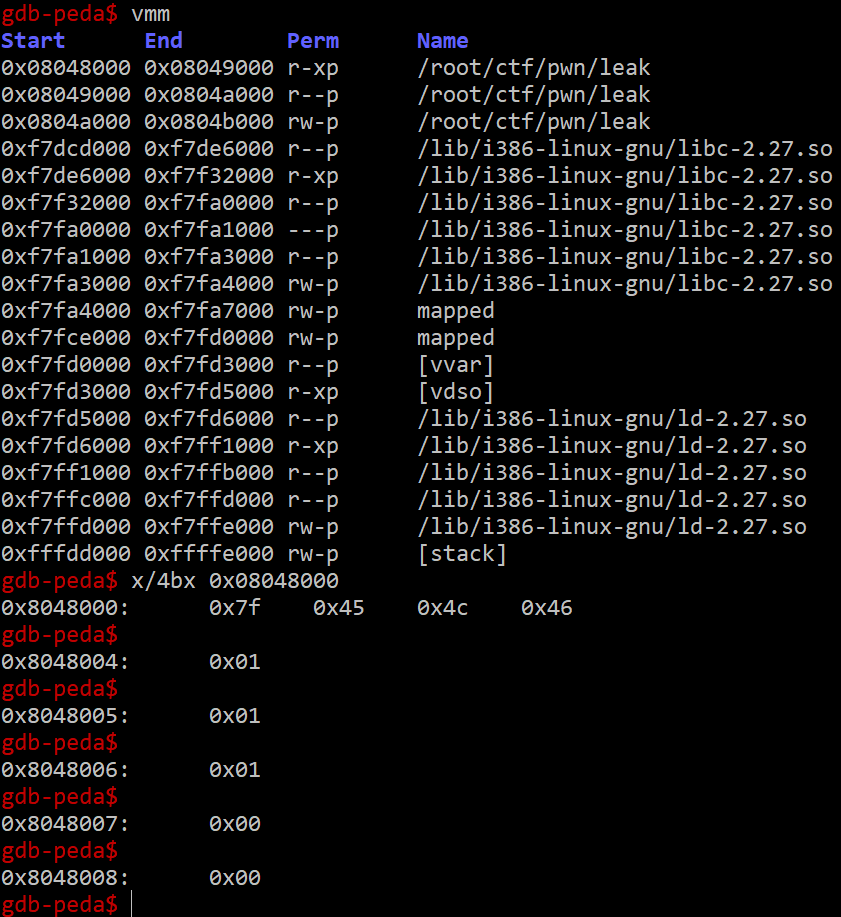 gdb-peda$ vmm
Start End Perm Name
0x08048000 0x08049000 r-xp /root/ctf/pwn/leak
0x08049000 0x0804a000 r--p /root/ctf/pwn/leak
0x0804a000 0x0804b000 rw-p /root/ctf/pwn/leak
0xf7dcd000 0xf7de6000 r--p /lib/i386-linux-gnu/libc-2.27.so
0xf7de6000 0xf7f32000 r-xp /lib/i386-linux-gnu/libc-2.27.so
0xf7f32000 0xf7fa0000 r--p /lib/i386-linux-gnu/libc-2.27.so
0xf7fa0000 0xf7fa1000 ---p /lib/i386-linux-gnu/libc-2.27.so
0xf7fa1000 0xf7fa3000 r--p /lib/i386-linux-gnu/libc-2.27.so
0xf7fa3000 0xf7fa4000 rw-p /lib/i386-linux-gnu/libc-2.27.so
0xf7fa4000 0xf7fa7000 rw-p mapped
0xf7fce000 0xf7fd0000 rw-p mapped
0xf7fd0000 0xf7fd3000 r--p [vvar]
0xf7fd3000 0xf7fd5000 r-xp [vdso]
0xf7fd5000 0xf7fd6000 r--p /lib/i386-linux-gnu/ld-2.27.so
0xf7fd6000 0xf7ff1000 r-xp /lib/i386-linux-gnu/ld-2.27.so
0xf7ff1000 0xf7ffb000 r--p /lib/i386-linux-gnu/ld-2.27.so
0xf7ffc000 0xf7ffd000 r--p /lib/i386-linux-gnu/ld-2.27.so
0xf7ffd000 0xf7ffe000 rw-p /lib/i386-linux-gnu/ld-2.27.so
0xfffdd000 0xffffe000 rw-p [stack]
gdb-peda$ x/4bx 0x08048000
0x8048000: 0x7f 0x45 0x4c 0x46
gdb-peda$
0x8048004: 0x01
gdb-peda$
0x8048005: 0x01
gdb-peda$
0x8048006: 0x01
gdb-peda$
0x8048007: 0x00
gdb-peda$
0x8048008: 0x00
gdb-peda$